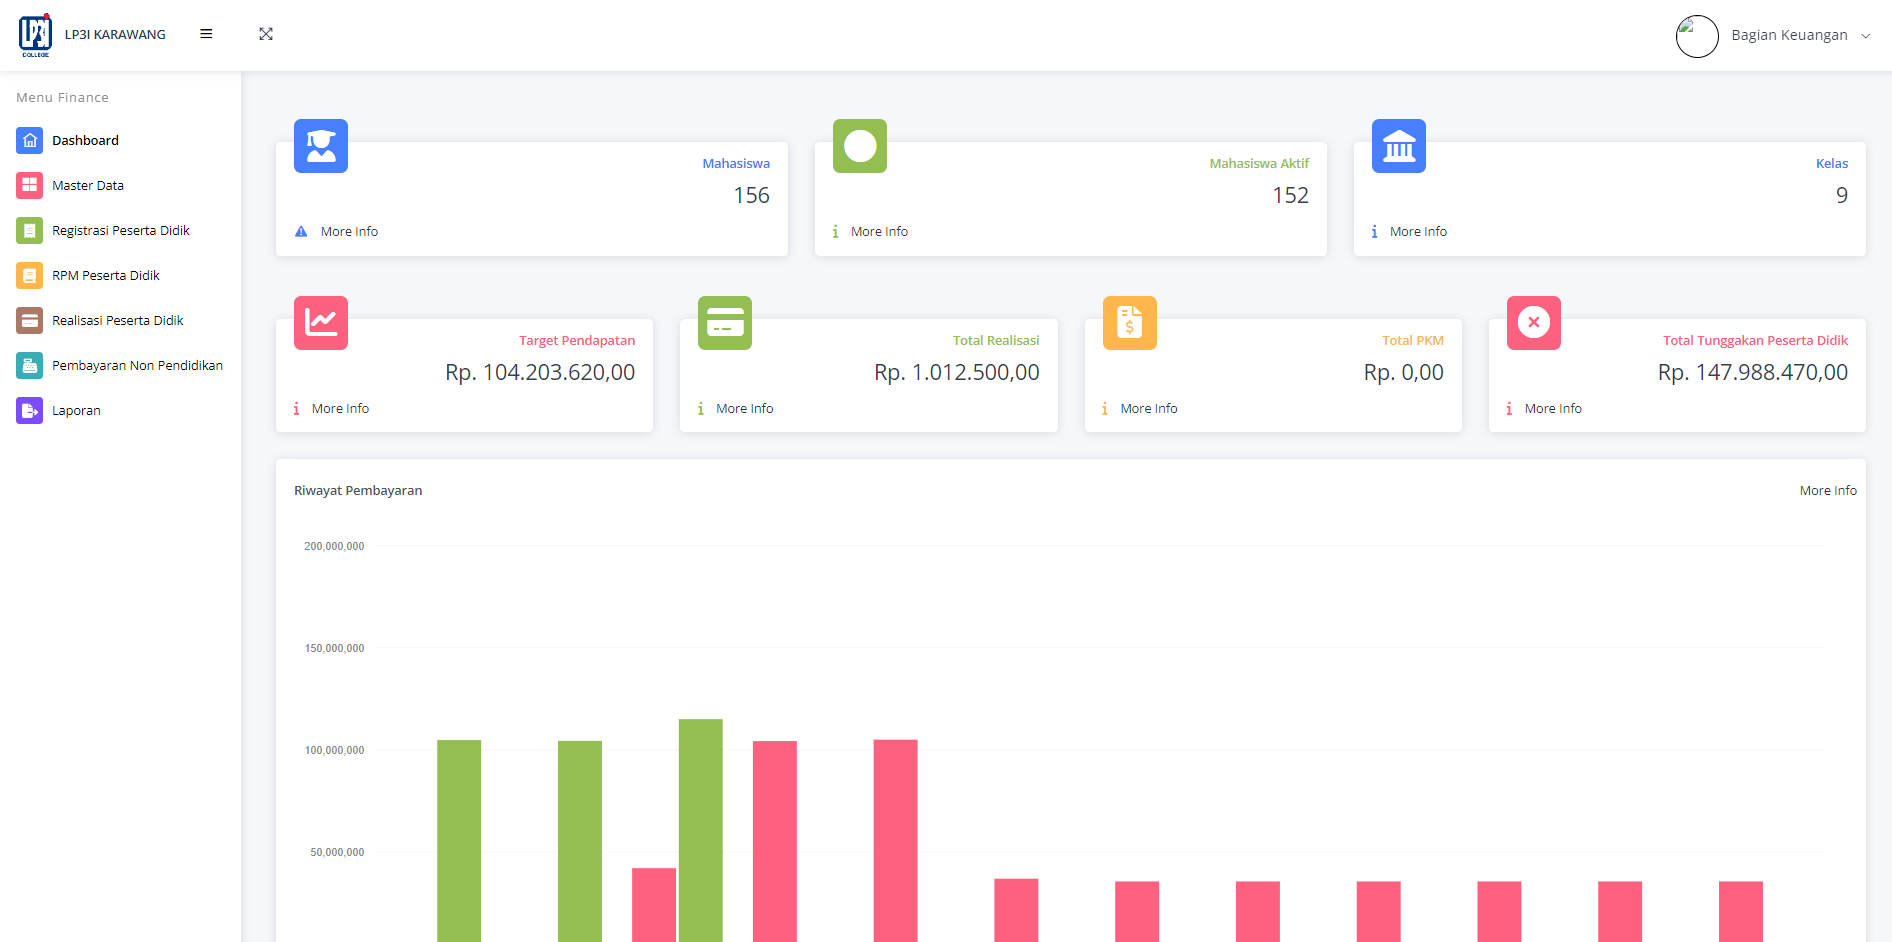 LP3I
COLLEGE
LP3I KARAWANG
Bagian Keuangan
Menu Finance
Dashboard
Master Data
Registrasi Peserta Didik
RPM Peserta Didik
Realisasi Peserta Didik
Pembayaran Non Pendidikan
Laporan
Mahasiswa
156
More Info
Mahasiswa Aktif
152
More Info
Kelas
9
More Info
Target Pendapatan
Rp. 104.203.620,00
More Info
Total Realisasi
Rp. 1.012.500,00
More Info
$
Total PKM
Rp. 0,00
More Info
Total Tunggakan Peserta Didik
Rp. 147.988.470,00
More Info
Riwayat Pembayaran
More Info
200,000,000
150,000,000
100,000,000
50,000,000